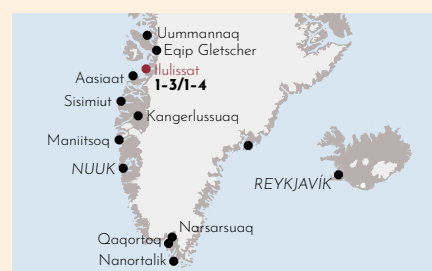 Uummannaq
Eqip Gletscher
Ilulissat
1-3/1-4
Aasiaat
Sisimiut
Kangerlussuaq
Maniitsoq
NUUK
REYKJAVÍK
Narsarsuaq
Qaqortoq
Nanortalik